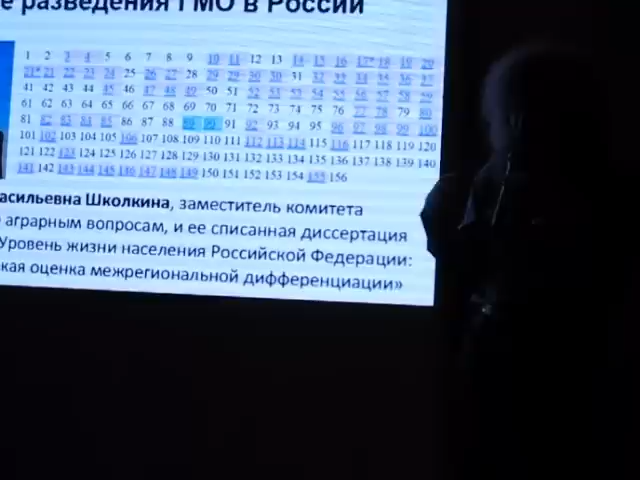 разведения ГМО в России
1 2 3 4 5 6 7 8 9 10 11 12 13 14 15 16 17* 18 19 20
21* 21 22 23 24 25 26 27 28 29 29 30 30 31 32 32 34 35 36 37
41 42 43 44 45 46 47 48 49 50 51 52 53 54 55 56 57 58 59
61 62 63 64 65 66 67 68 69 70 71 72 73 74 75 76 77 78 79 80
81 82 83 84 85 86 87 88 89 90 91 92 93 94 95 96 97 98 99 100
101 102 103 104 105 106 107 108 109 110 111 112 113 114 115 116 117 118 119 120
121 122 123 124 125 126 127 128 129 130 131 132 133 134 135 136 137 138 139 140
141 142 143 144 145 146 147 148 149 150 151 152 153 154 155 156
асильевна Школкина, заместитель комитета
аграрным вопросам, и ее списанная диссертация
Уровень жизни населения Российской Федерации:
кая оценка межрегиональной дифференциации»